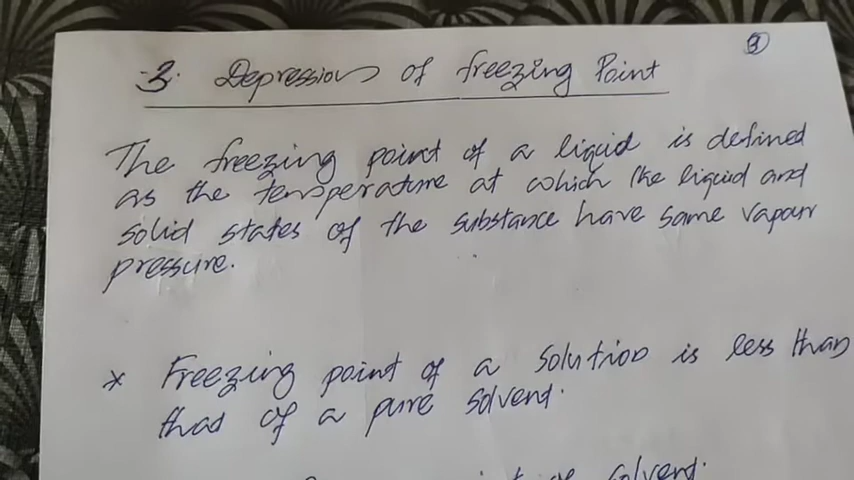 3
3. Depression of freezing Point
The freezing point of a liquid is defined
as the temperature at which the liquid and
solid states of the substance have same vapour
pressure.
* Freezing point of a solution is less than
that of a pure solvent.
solvent.